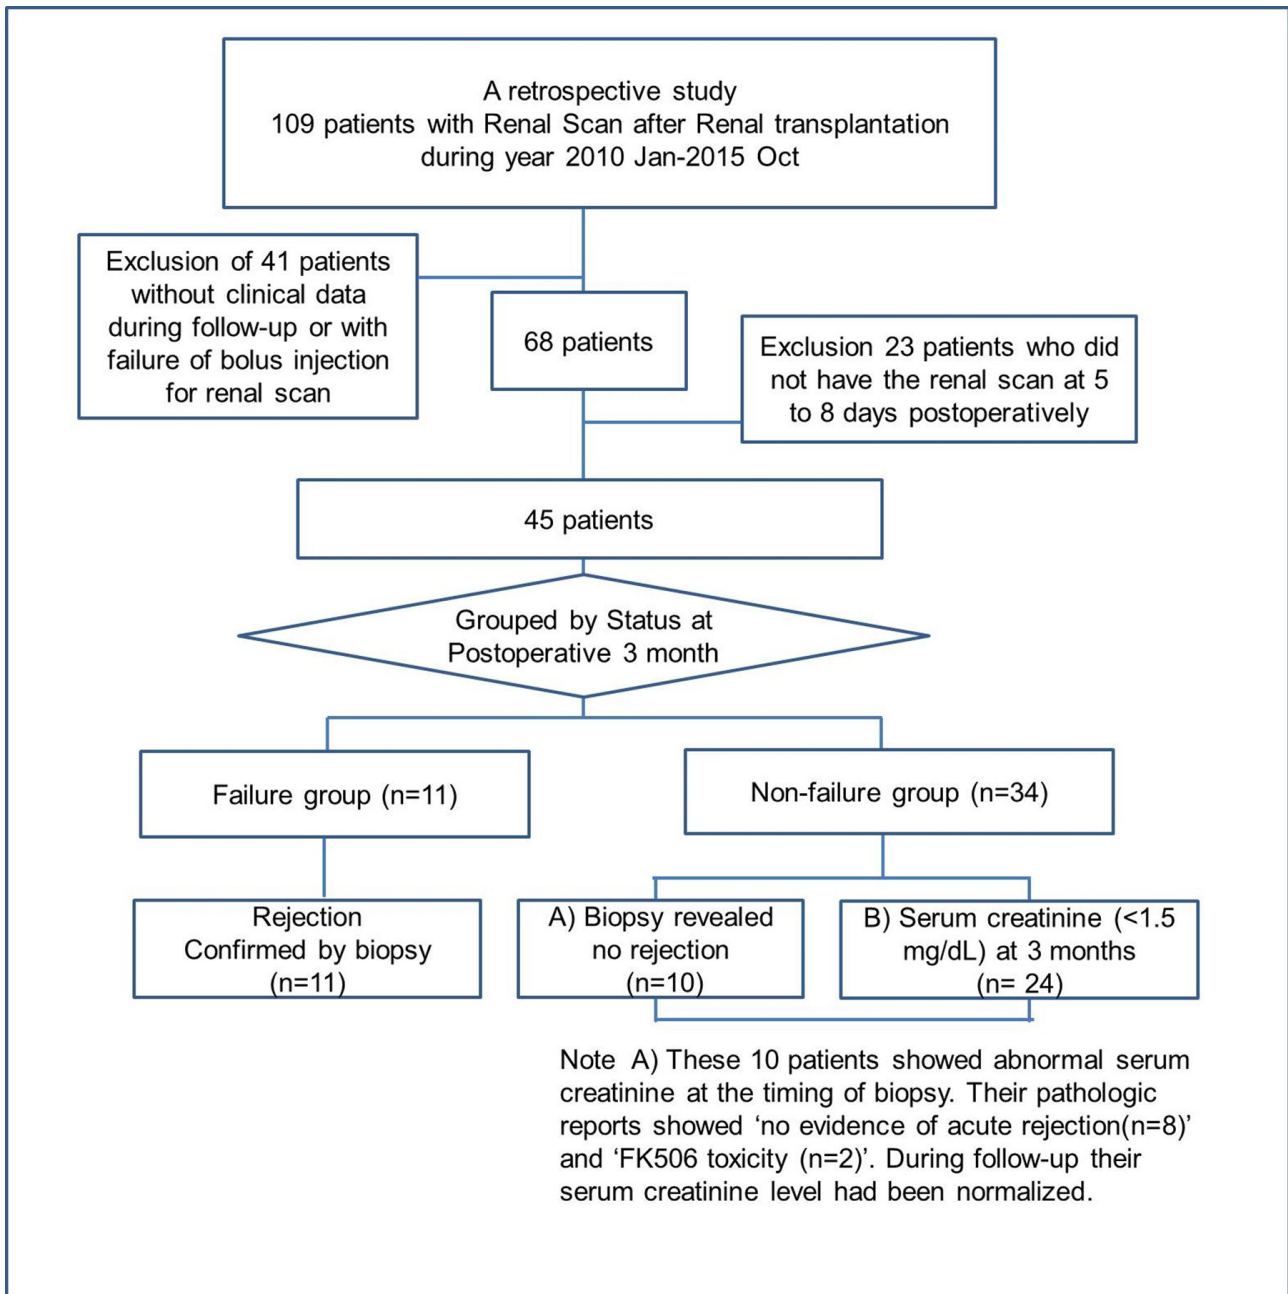 A retrospective study
109 patients with Renal Scan after Renal transplantation
during year 2010 Jan-2015 Oct
Exclusion of 41 patients
without clinical data
during follow-up or with
failure of bolus injection
for renal scan
68 patients
Exclusion 23 patients who did
not have the renal scan at 5
to 8 days postoperatively
45 patients
Grouped by Status at
Postoperative 3 month
Failure group (n=11)
Non-failure group (n=34)
Rejection
Confirmed by biopsy
(n=11)
A) Biopsy revealed
no rejection
(n=10)
B) Serum creatinine (<1.5
mg/dL) at 3 months
(n= 24)
Note A) These 10 patients showed abnormal serum
creatinine at the timing of biopsy. Their pathologic
reports showed ‘no evidence of acute rejection(n=8)’
and ‘FK506 toxicity (n=2)’. During follow-up their
serum creatinine level had been normalized.